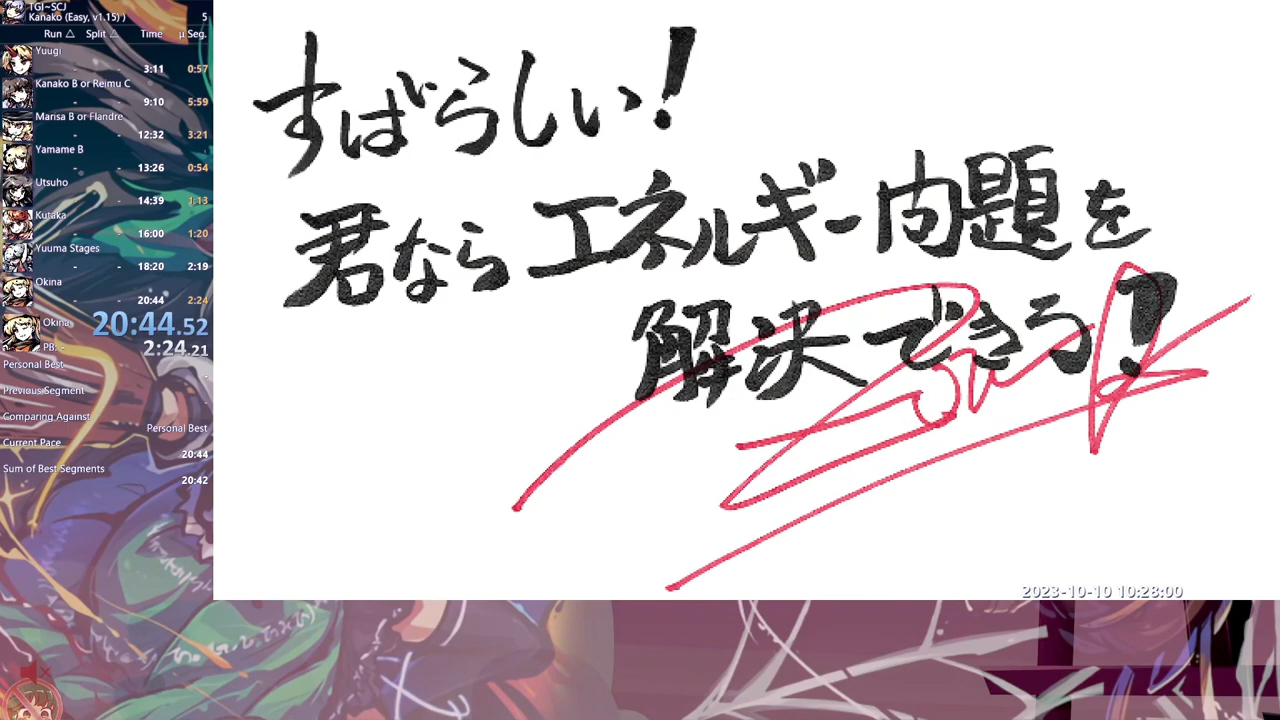 TGI~SCJ
Kanako (Easy, v1.15) ) 5
Run △ Split △ Time μ Seg.
Yuugi
- - 3:11 0:57
Kanako B or Reimu C
- - 9:10 5:59
Marisa B or Flandre
- - 12:32 3:21
Yamame B
- - 13:26 0:54
Utsuho
- - 14:39 1:13
Kutaka
- - 16:00 1:20
Yuuma Stages
- - 18:20 2:19
Okina
- - 20:44 2:24
20:44.52
Okina
PB: -
2:24.21
Personal Best
-
Previous Segment
-
Comparing Against
Personal Best
Current Pace
20:44
Sum of Best Segments
20:42
すばらしい!
君ならエネルギー問題を
解決できう!
2023-10-10 10:28:00